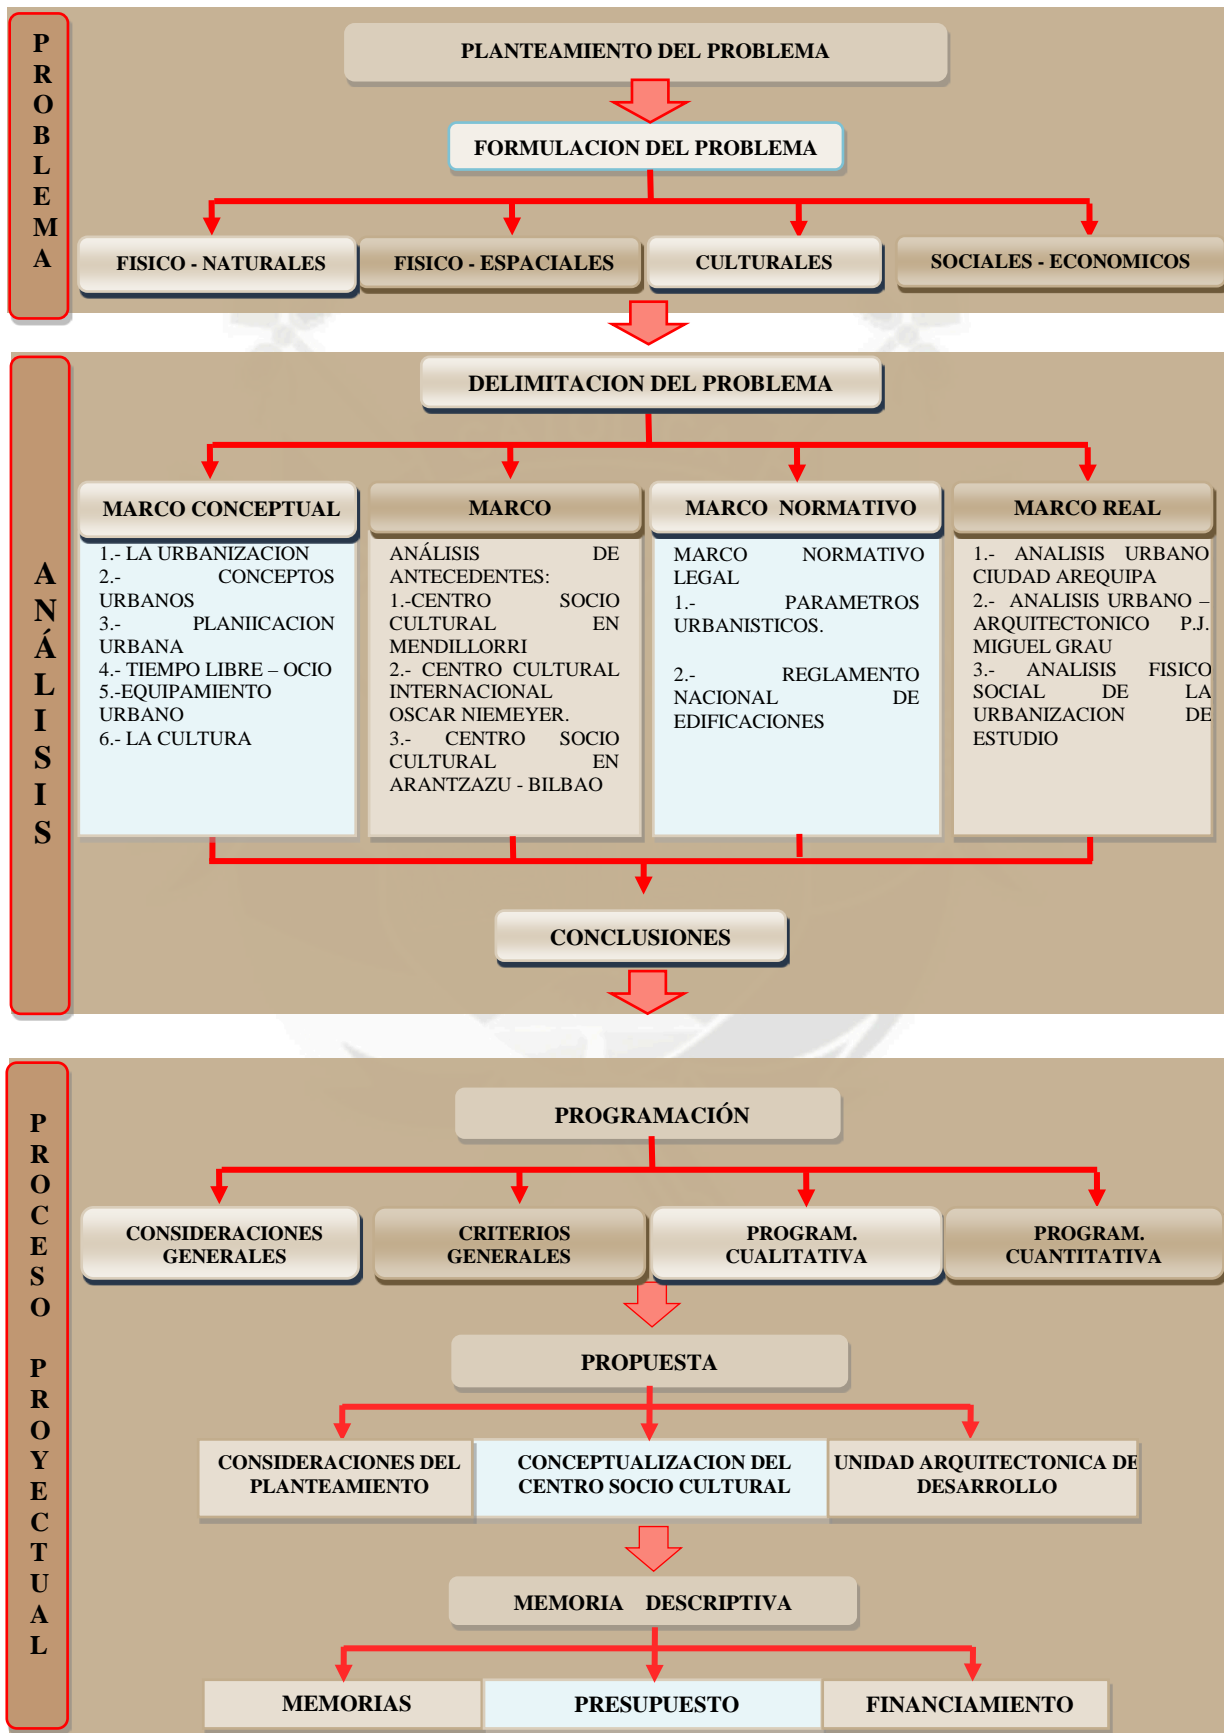 PROBLEMA
PLANTEAMIENTO DEL PROBLEMA
FORMULACION DEL PROBLEMA
FISICO - NATURALES
FISICO - ESPACIALES
CULTURALES
SOCIALES - ECONOMICOS
ANÁLISIS
DELIMITACION DEL PROBLEMA
MARCO CONCEPTUAL
1.- LA URBANIZACION
2.- CONCEPTOS
URBANOS
3.- PLANIICACION
URBANA
4.- TIEMPO LIBRE – OCIO
5.-EQUIPAMIENTO
URBANO
6.- LA CULTURA
MARCO
ANÁLISIS DE
ANTECEDENTES:
1.-CENTRO SOCIO
CULTURAL EN
MENDILLORRI
2.- CENTRO CULTURAL
INTERNACIONAL
OSCAR NIEMEYER.
3.- CENTRO SOCIO
CULTURAL EN
ARANTZAZU - BILBAO
MARCO NORMATIVO
MARCO NORMATIVO
LEGAL
1.- PARAMETROS
URBANISTICOS.
2.- REGLAMENTO
NACIONAL DE
EDIFICACIONES
MARCO REAL
1.- ANALISIS URBANO
CIUDAD AREQUIPA
2.- ANALISIS URBANO –
ARQUITECTONICO P.J.
MIGUEL GRAU
3.- ANALISIS FISICO
SOCIAL DE LA
URBANIZACION DE
ESTUDIO
CONCLUSIONES
PROCESO PROYECTUAL
PROGRAMACIÓN
CONSIDERACIONES
GENERALES
CRITERIOS
GENERALES
PROGRAM.
CUALITATIVA
PROGRAM.
CUANTITATIVA
PROPUESTA
CONSIDERACIONES DEL
PLANTEAMIENTO
CONCEPTUALIZACION DEL
CENTRO SOCIO CULTURAL
UNIDAD ARQUITECTONICA DE
DESARROLLO
MEMORIA DESCRIPTIVA
MEMORIAS
PRESUPUESTO
FINANCIAMIENTO